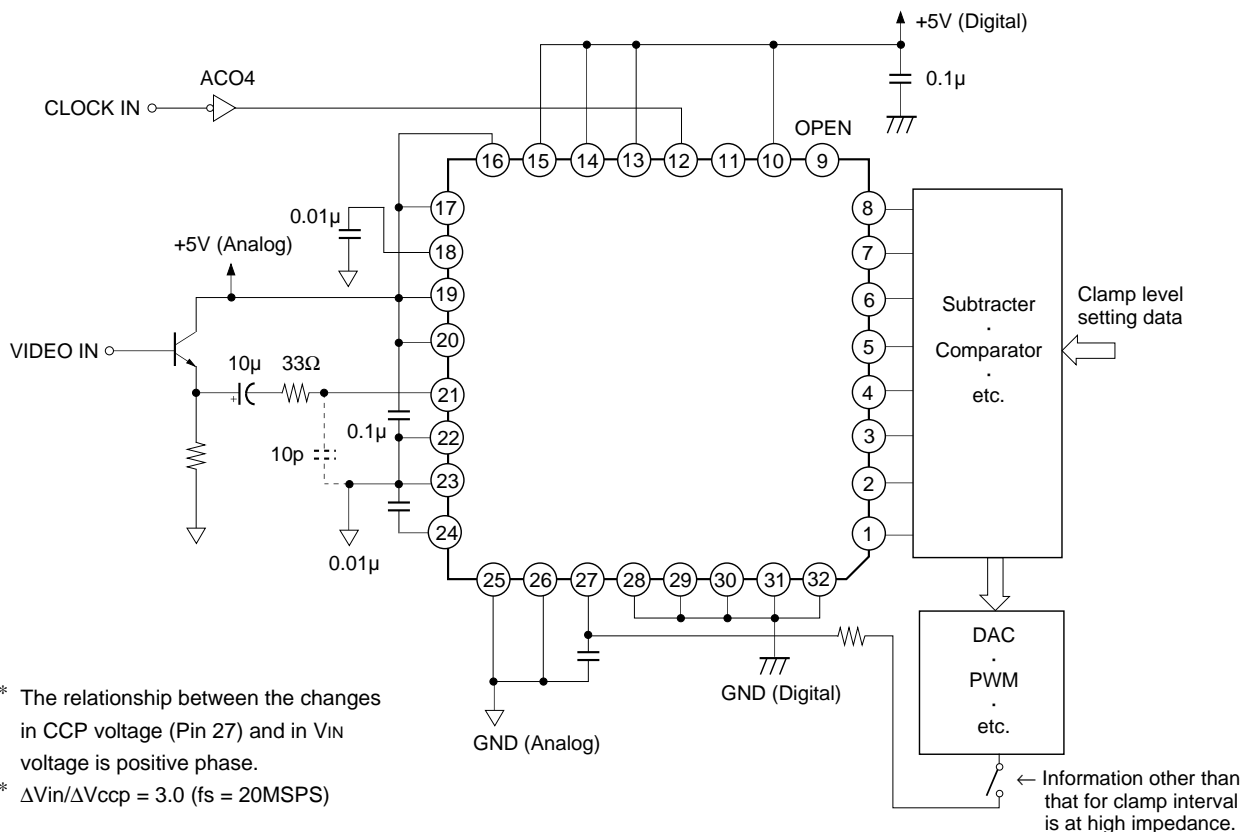 +5V (Digital)
ACO4
CLOCK IN
0.1µ
OPEN
16 15 14 13 12 11 10 9
17
18
19
20
21
22
23
24
0.01µ
+5V (Analog)
VIDEO IN
10µ
33Ω
0.1µ
10p
0.01µ
8
7
6
5
4
3
2
1
Subtracter
·
Comparator
·
etc.
Clamp level
setting data
25 26 27 28 29 30 31 32
DAC
·
PWM
·
etc.
GND (Digital)
GND (Analog)
* The relationship between the changes
in CCP voltage (Pin 27) and in VIN
voltage is positive phase.
* ΔVin/ΔVccp = 3.0 (fs = 20MSPS)
← Information other than
that for clamp interval
is at high impedance.